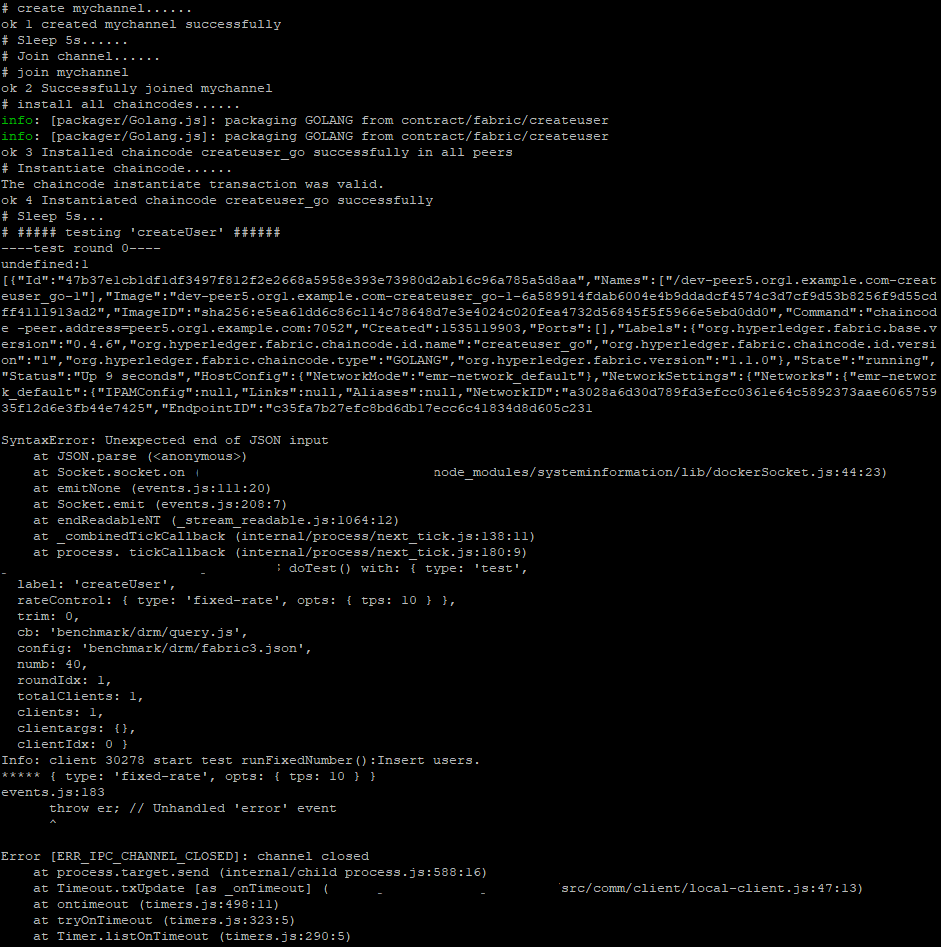 # create mychannel......
ok 1 created mychannel successfully
# Sleep 5s......
# Join channel......
# join mychannel
ok 2 Successfully joined mychannel
# install all chaincodes......
info: [packager/Golang.js]: packaging GOLANG from contract/fabric/createuser
info: [packager/Golang.js]: packaging GOLANG from contract/fabric/createuser
ok 3 Installed chaincode createuser_go successfully in all peers
# Instantiate chaincode......
The chaincode instantiate transaction was valid.
ok 4 Instantiated chaincode createuser_go successfully
# Sleep 5s...
# ##### testing 'createUser' ######
----test round 0----
undefined:1
[{"Id":"47b37e1cb1df1df3497f812f2e2668a5958e393e73980d2ab16c96a785a5d8aa","Names":["/dev-peer5.org1.example.com-creat
euser_go-1"],"Image":"dev-peer5.org1.example.com-createuser_go-1-6a589914fdab6004e4b9ddadcf4574c3d7cf9d53b8256f9d55cd
dff4111913ad2","ImageID":"sha256:e5ea61dd6c86c114c78648d7e3e4024c020fea4732d56845f5f5966e5ebd0dd0","Command":"chaincod
e -peer.address=peer5.org1.example.com:7052","Created":1535119903,"Ports":[],"Labels":{"org.hyperledger.fabric.base.v
ersion":"0.4.6","org.hyperledger.fabric.chaincode.id.name":"createuser_go","org.hyperledger.fabric.chaincode.id.versi
on":"1","org.hyperledger.fabric.chaincode.type":"GOLANG","org.hyperledger.fabric.version":"1.1.0"},"State":"running",
"Status":"Up 9 seconds","HostConfig":{"NetworkMode":"emr-network_default"},"NetworkSettings":{"Networks":{"emr-networ
k_default":{"IPAMConfig":null,"Links":null,"Aliases":null,"NetworkID":"a3028a6d30d789fd3efcc0361e64c5892373aae6065759
35f12d6e3fb44e7425","EndpointID":"c35fa7b27efc8bd6db17ecc6c41834d8d605c231

SyntaxError: Unexpected end of JSON input
at JSON.parse (<anonymous>)
at Socket.socket.on ( node_modules/systeminformation/lib/dockerSocket.js:44:23)
at emitNone (events.js:111:20)
at Socket.emit (events.js:208:7)
at endReadableNT (_stream_readable.js:1064:12)
at _combinedTickCallback (internal/process/next_tick.js:138:11)
at process._tickCallback (internal/process/next_tick.js:180:9)
doTest() with: { type: 'test',
label: 'createUser',
rateControl: { type: 'fixed-rate', opts: { tps: 10 } },
trim: 0,
cb: 'benchmark/drm/query.js',
config: 'benchmark/drm/fabric3.json',
numb: 40,
roundIdx: 1,
totalClients: 1,
clients: 1,
clientargs: {},
clientIdx: 0 }
Info: client 30278 start test runFixedNumber():Insert users.
***** { type: 'fixed-rate', opts: { tps: 10 } }
events.js:183
throw er; // Unhandled 'error' event
^

Error [ERR_IPC_CHANNEL_CLOSED]: channel closed
at process.target.send (internal/child_process.js:588:16)
at Timeout.txUpdate [as _onTimeout] ( src/comm/client/local-client.js:47:13)
at ontimeout (timers.js:498:11)
at tryOnTimeout (timers.js:323:5)
at Timer.listOnTimeout (timers.js:290:5)